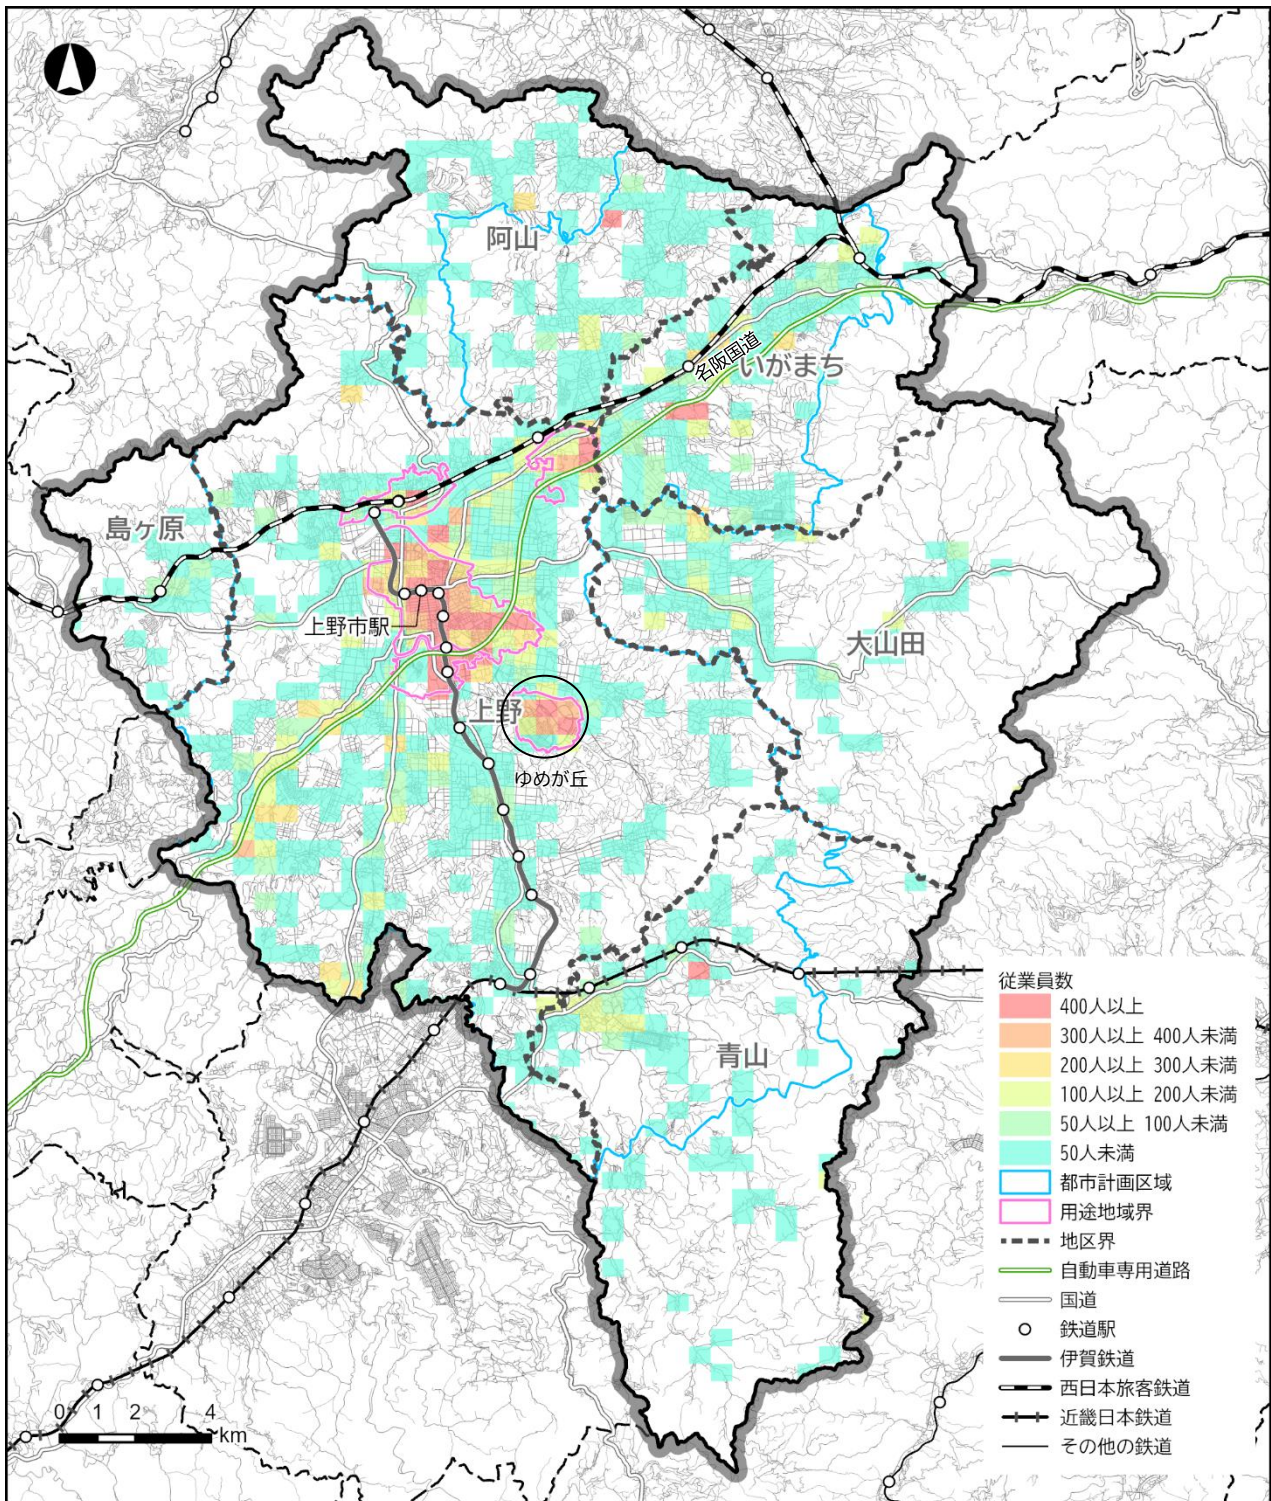 阿山
名阪国道
いがまち
島ヶ原
上野市駅
大山田
上野
ゆめが丘
青山
従業員数
400人以上
300人以上 400人未満
200人以上 300人未満
100人以上 200人未満
50人以上 100人未満
50人未満
都市計画区域
用途地域界
地区界
自動車専用道路
国道
鉄道駅
伊賀鉄道
西日本旅客鉄道
近畿日本鉄道
その他の鉄道
0 1 2 4
km